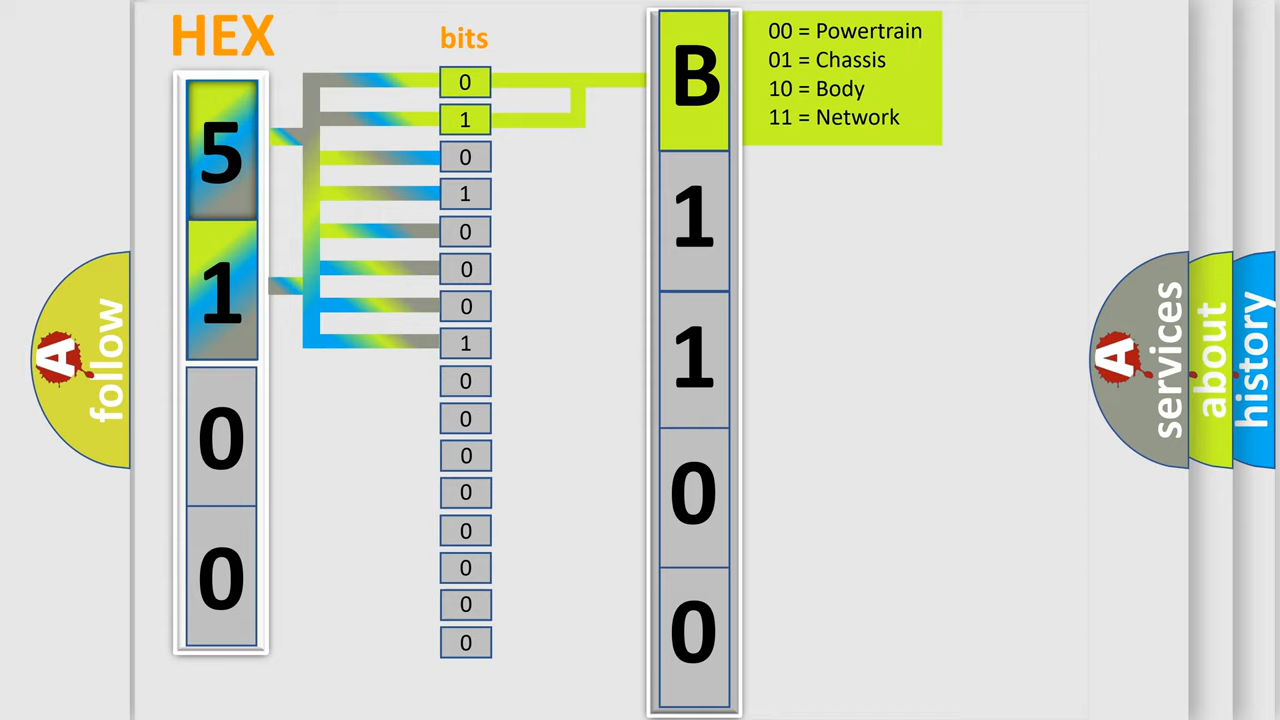 HEX
bits
5
1
0
0
0
1
0
1
0
0
0
1
0
0
0
0
0
0
0
0
B
1
1
0
0
00 = Powertrain
01 = Chassis
10 = Body
11 = Network
A follow
A services
about
history